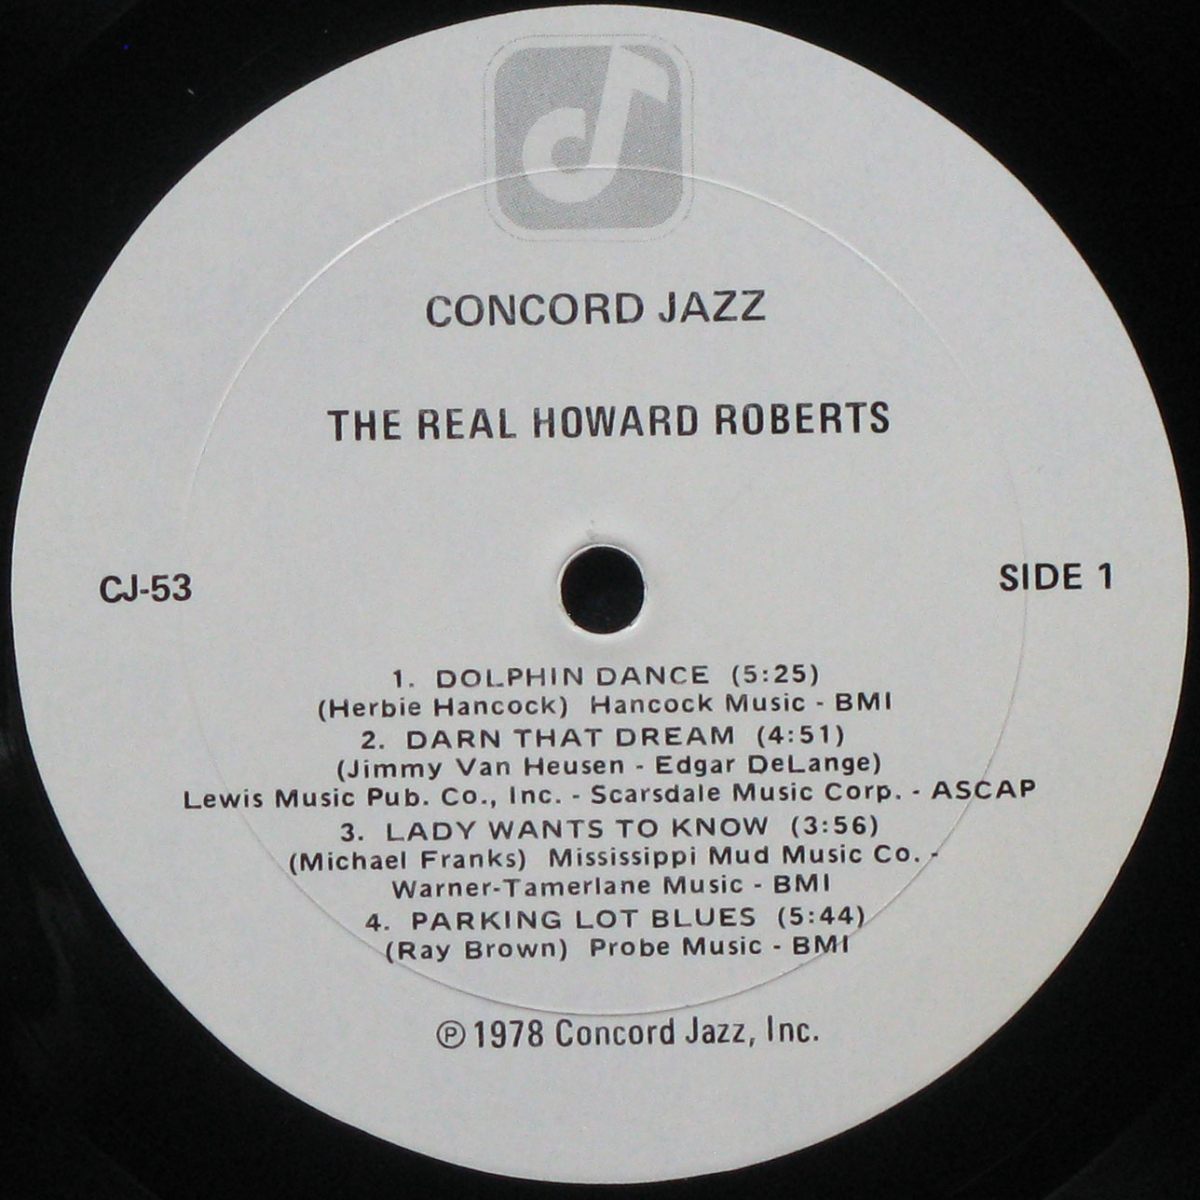 CONCORD JAZZ
THE REAL HOWARD ROBERTS
CJ-53
SIDE 1
1. DOLPHIN DANCE (5:25)
(Herbie Hancock) Hancock Music - BMI
2. DARN THAT DREAM (4:51)
(Jimmy Van Heusen - Edgar DeLange)
Lewis Music Pub. Co., Inc. - Scarsdale Music Corp. - ASCAP
3. LADY WANTS TO KNOW (3:56)
(Michael Franks) Mississippi Mud Music Co. -
Warner-Tamerlane Music - BMI
4. PARKING LOT BLUES (5:44)
(Ray Brown) Probe Music - BMI
℗ 1978 Concord Jazz, Inc.